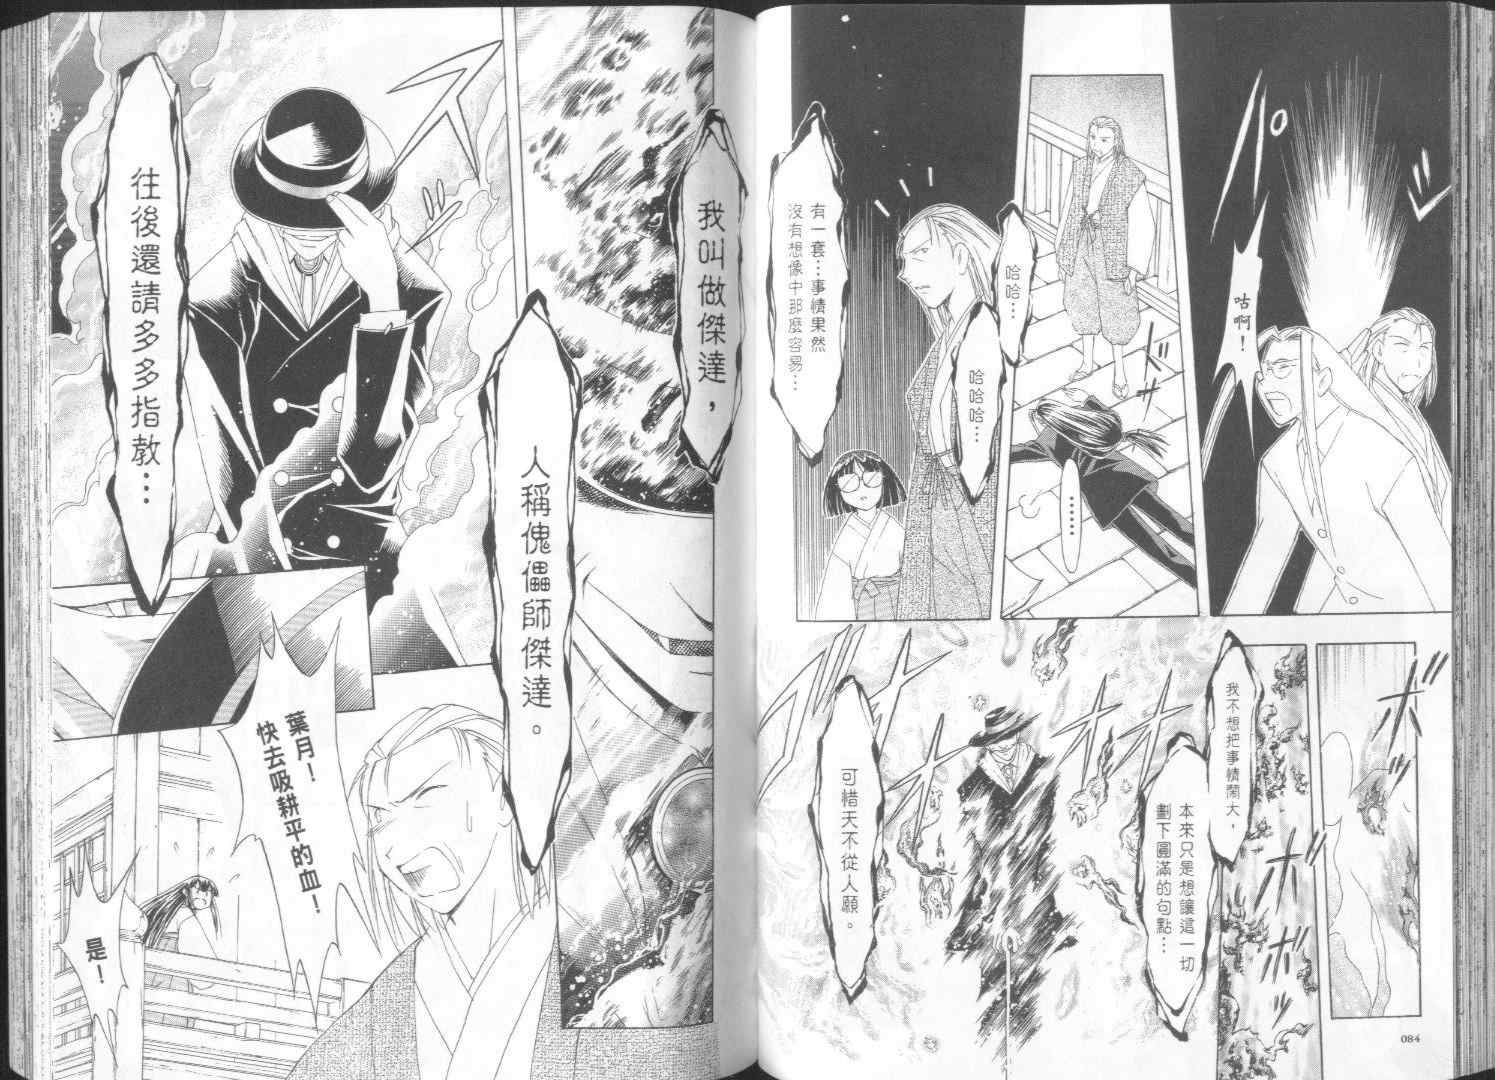 咕啊！
哈哈…
哈哈哈…
……
有一套…事情果然
沒有想像中那麼容易…
ボ
我不想把事情鬧大，
本來只是想讓這一切
劃下圓滿的句點…
可惜天不從人願。
084
我叫做傑達，
人稱傀儡師傑達。
往後還請多多指教…
葉月！
快去吸耕平的血！
是！